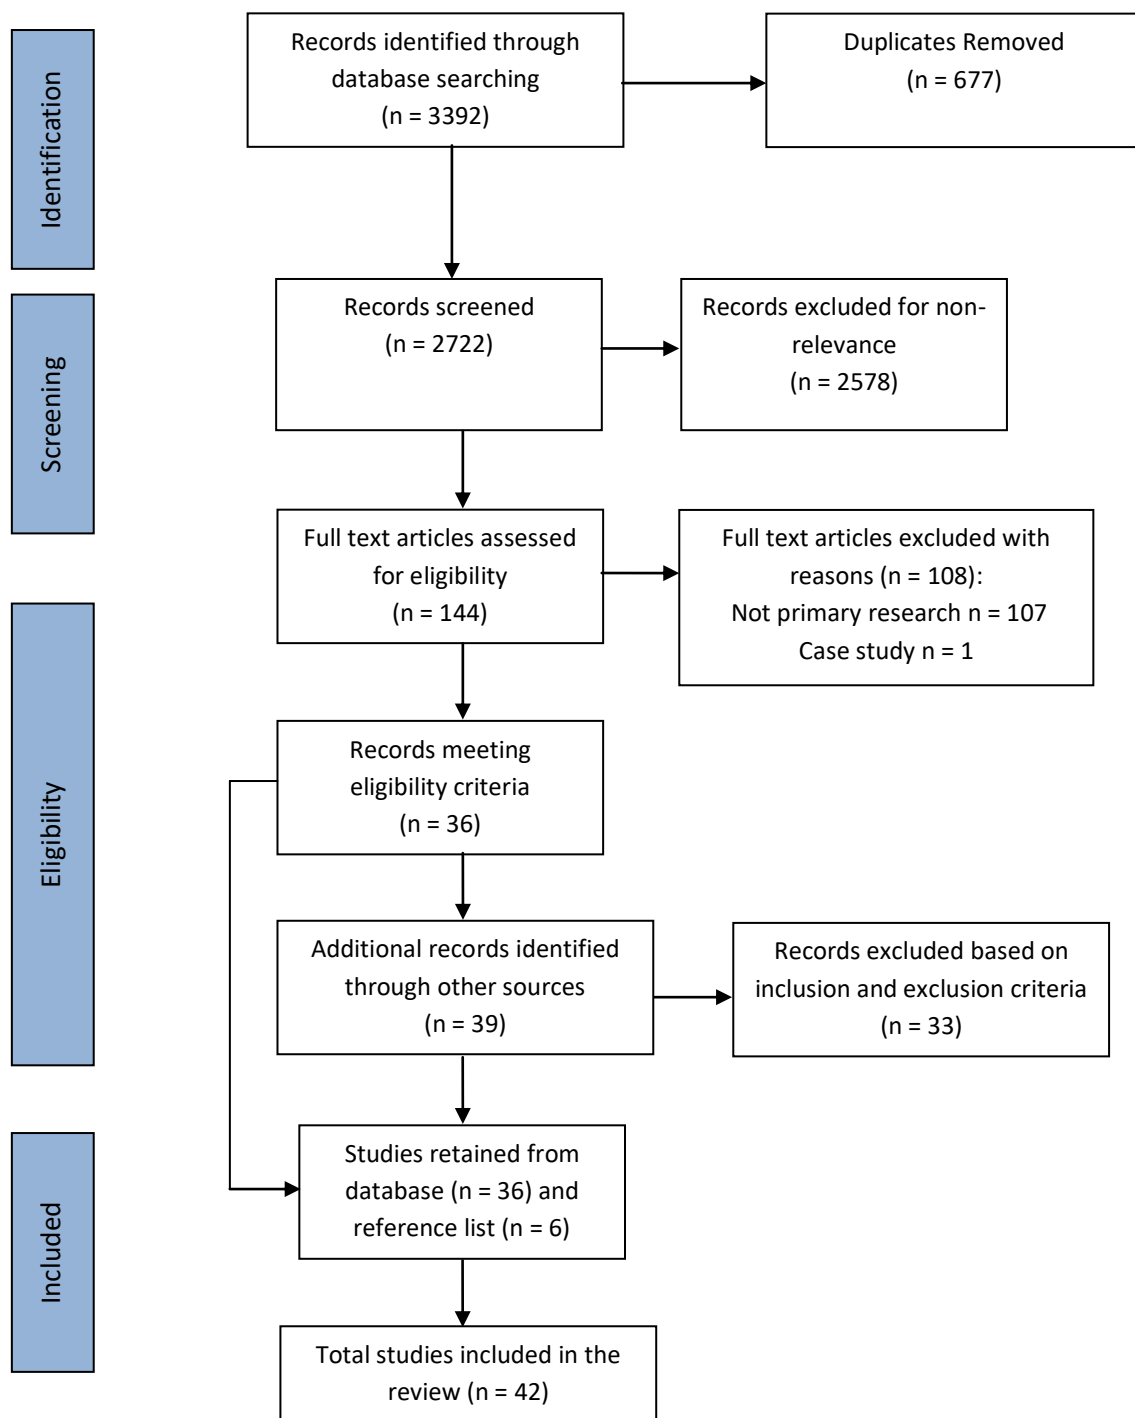 Identification
Records identified through
database searching
(n = 3392)
Duplicates Removed
(n = 677)
Screening
Records screened
(n = 2722)
Records excluded for non-
relevance
(n = 2578)
Full text articles assessed
for eligibility
(n = 144)
Full text articles excluded with
reasons (n = 108):
Not primary research n = 107
Case study n = 1
Eligibility
Records meeting
eligibility criteria
(n = 36)
Additional records identified
through other sources
(n = 39)
Records excluded based on
inclusion and exclusion criteria
(n = 33)
Included
Studies retained from
database (n = 36) and
reference list (n = 6)
Total studies included in the
review (n = 42)